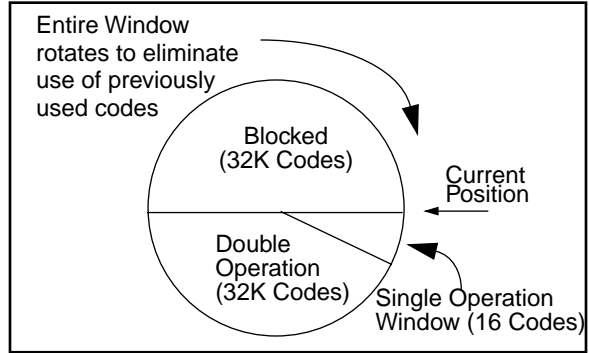 Entire Window
rotates to eliminate
use of previously
used codes
Blocked
(32K Codes)
Current
Position
Double
Operation
(32K Codes)
Single Operation
Window (16 Codes)